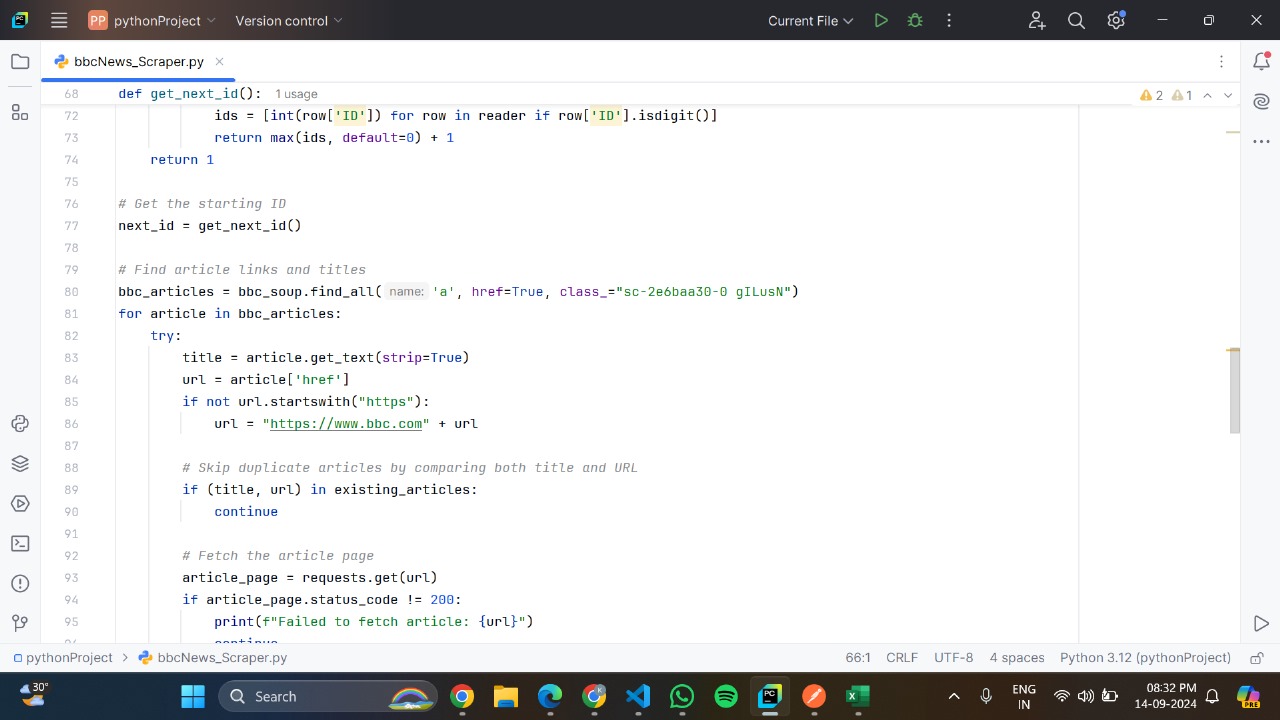 PP pythonProject Version control Current File
bbcNews_Scraper.py
68 def get_next_id(): 1 usage 2 1
72 ids = [int(row['ID']) for row in reader if row['ID'].isdigit()]
73 return max(ids, default=0) + 1
74 return 1
75
76 # Get the starting ID
77 next_id = get_next_id()
78
79 # Find article links and titles
80 bbc_articles = bbc_soup.find_all( name: 'a', href=True, class_="sc-2e6baa30-0 gILusN")
81 for article in bbc_articles:
82 try:
83 title = article.get_text(strip=True)
84 url = article['href']
85 if not url.startswith("https"):
86 url = "https://www.bbc.com" + url
87
88 # Skip duplicate articles by comparing both title and URL
89 if (title, url) in existing_articles:
90 continue
91
92 # Fetch the article page
93 article_page = requests.get(url)
94 if article_page.status_code != 200:
95 print(f"Failed to fetch article: {url}")
96 continue
pythonProject > bbcNews_Scraper.py 66:1 CRLF UTF-8 4 spaces Python 3.12 (pythonProject)
30° Search ENG 08:32 PM
IN 14-09-2024